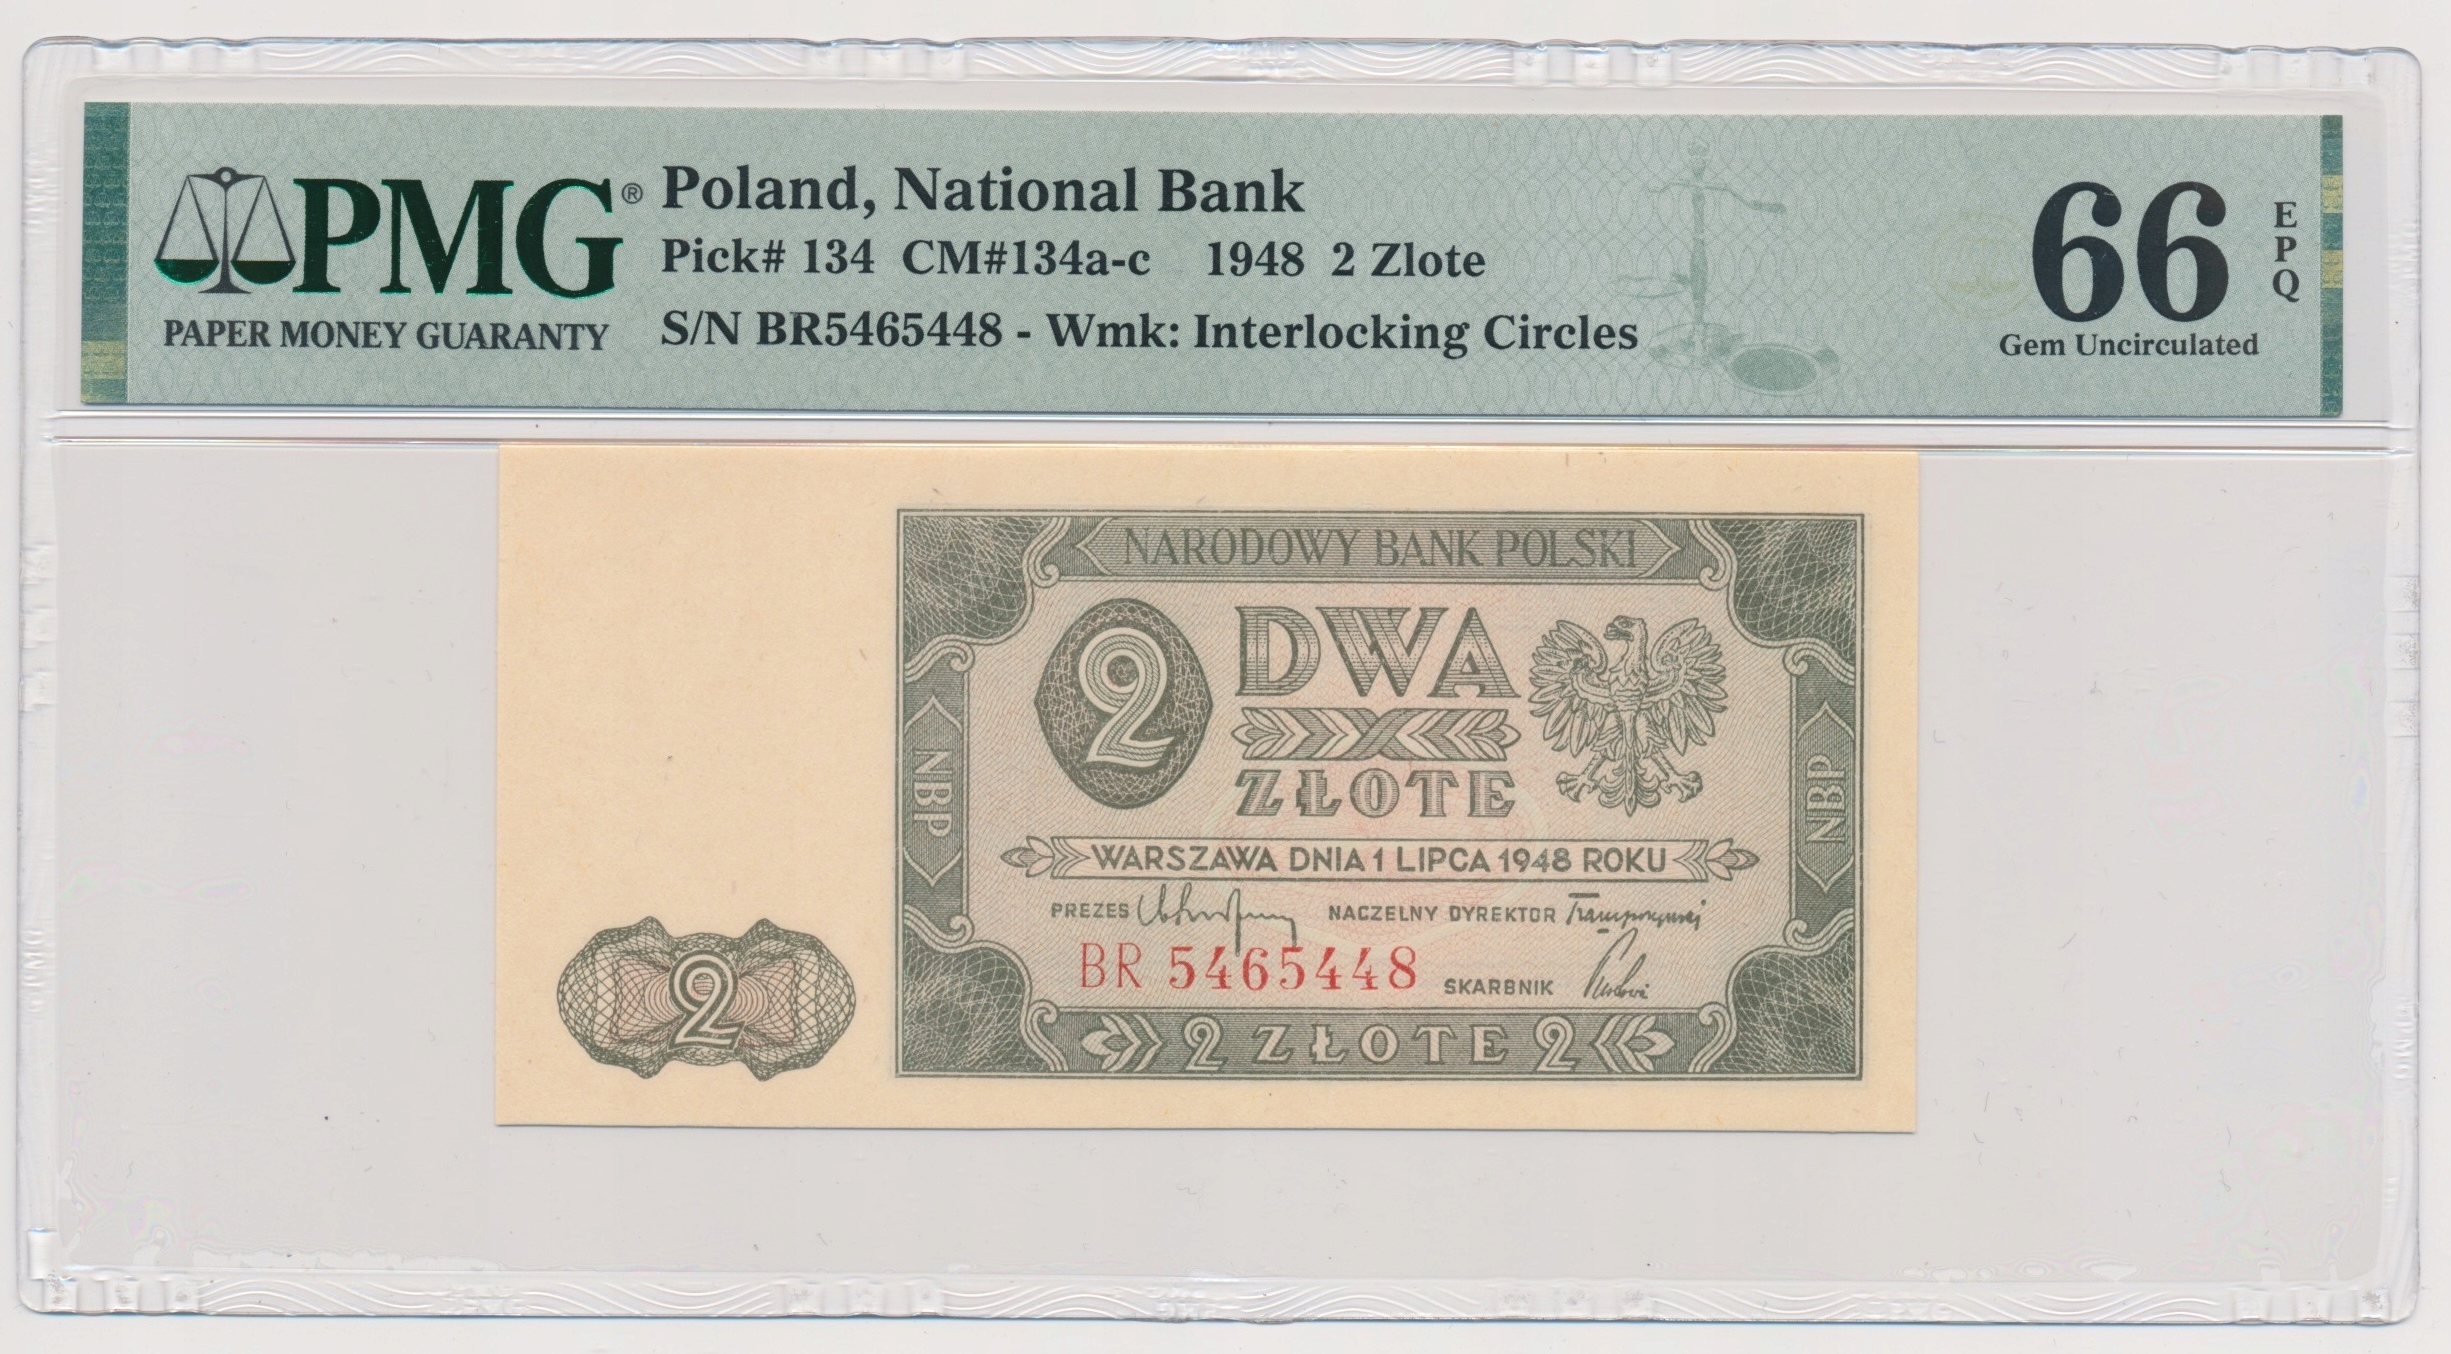 PMG®
PAPER MONEY GUARANTY
Poland, National Bank
Pick# 134 CM#134a-c 1948 2 Zlote
S/N BR5465448 - Wmk: Interlocking Circles
66
EPQ
Gem Uncirculated
NARODOWY BANK POLSKI
2 DWA
ZŁOTE
NBP
NBP
WARSZAWA DNIA 1 LIPCA 1948 ROKU
PREZES NACZELNY DYREKTOR
BR 5465448 SKARBNIK
2
2 ZŁOTE 2